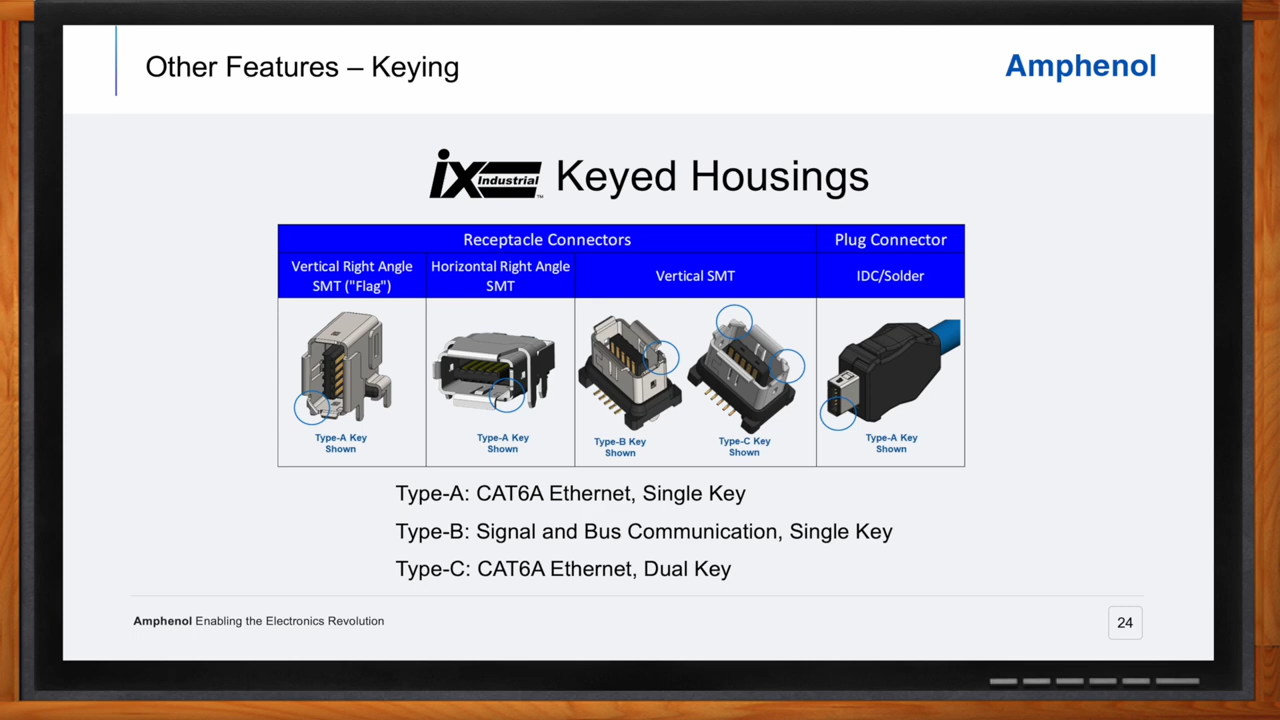 Other Features – Keying
Amphenol
iX Industrial™ Keyed Housings
Receptacle Connectors
Plug Connector
Vertical Right Angle
SMT ("Flag")
Horizontal Right Angle
SMT
Vertical SMT
IDC/Solder
Type-A Key
Shown
Type-A Key
Shown
Type-B Key
Shown
Type-C Key
Shown
Type-A Key
Shown
Type-A: CAT6A Ethernet, Single Key
Type-B: Signal and Bus Communication, Single Key
Type-C: CAT6A Ethernet, Dual Key
Amphenol Enabling the Electronics Revolution
24